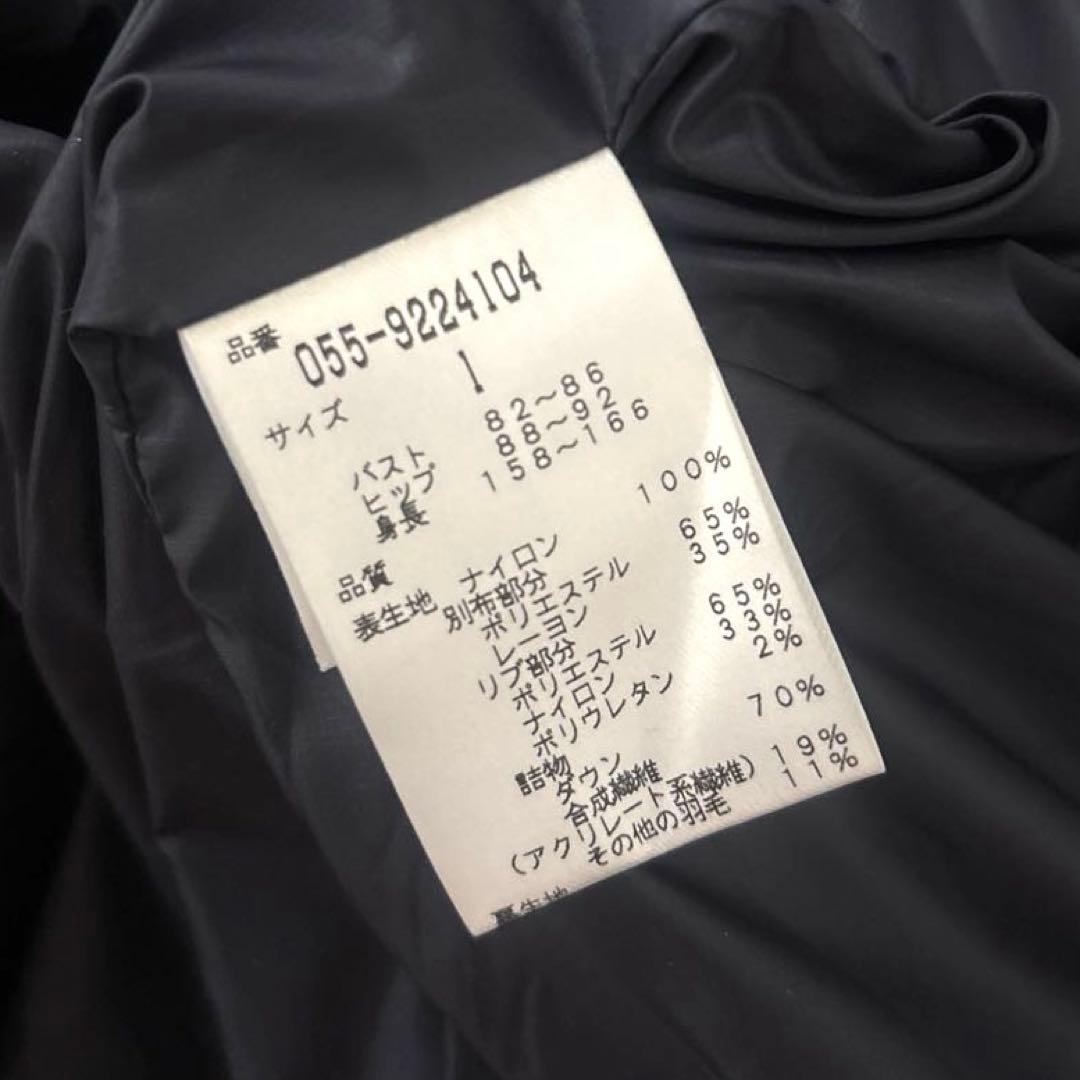 品番 055-9224104
サイズ 1
バスト 82～86
ヒップ 88～92
身長 158～166
品質
表生地 ナイロン 100%
別布部分
ポリエステル 65%
レーヨン 35%
リブ部分
ポリエステル 65%
ナイロン 33%
ポリウレタン 2%
詰物
ダウン 70%
合成繊維
(アクリレート系繊維) 19%
その他の羽毛 11%
裏生地